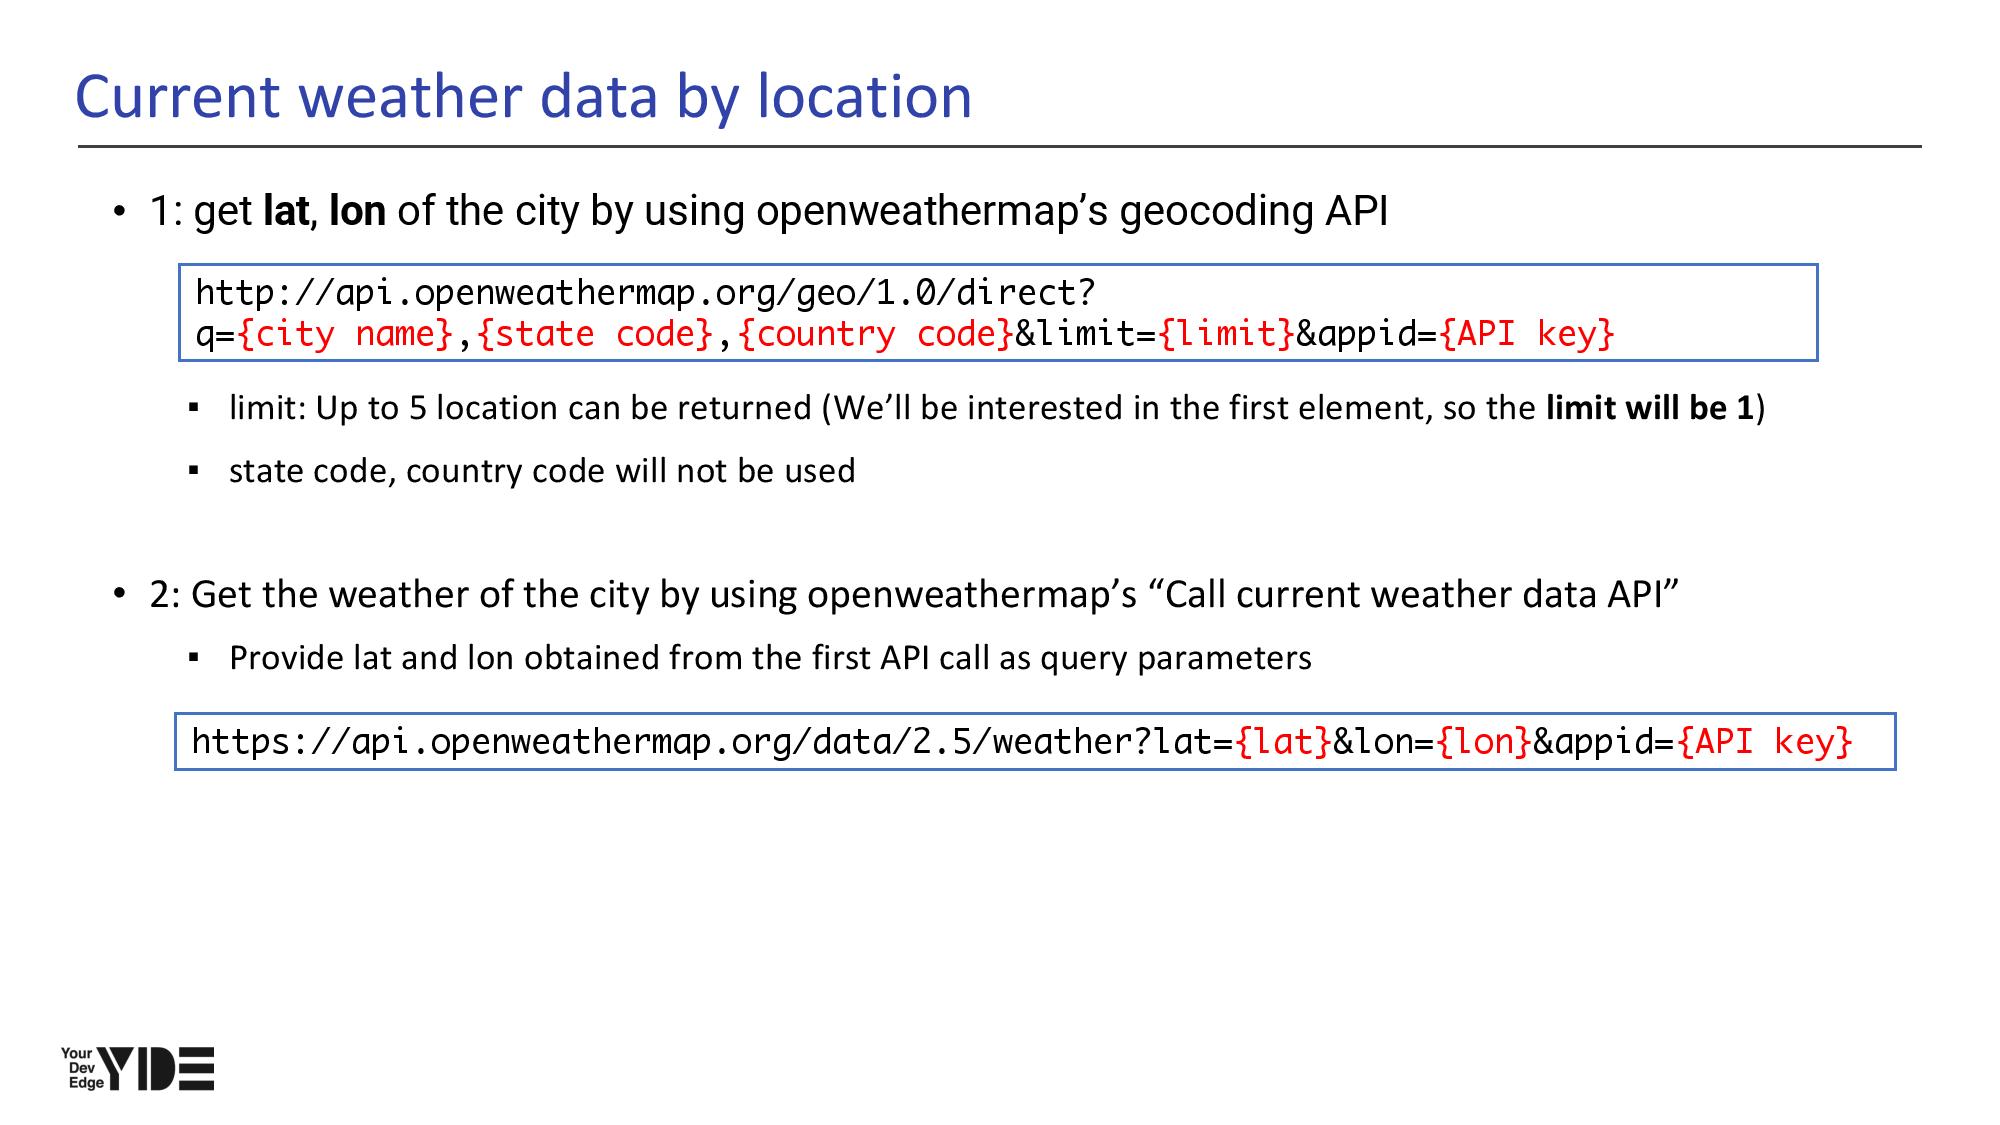 Current weather data by location
• 1: get lat, lon of the city by using openweathermap’s geocoding API
http://api.openweathermap.org/geo/1.0/direct?
q={city name},{state code},{country code}&limit={limit}&appid={API key}
▪ limit: Up to 5 location can be returned (We’ll be interested in the first element, so the limit will be 1)
▪ state code, country code will not be used
• 2: Get the weather of the city by using openweathermap’s “Call current weather data API”
▪ Provide lat and lon obtained from the first API call as query parameters
https://api.openweathermap.org/data/2.5/weather?lat={lat}&lon={lon}&appid={API key}
Your
Dev
Edge
YDE